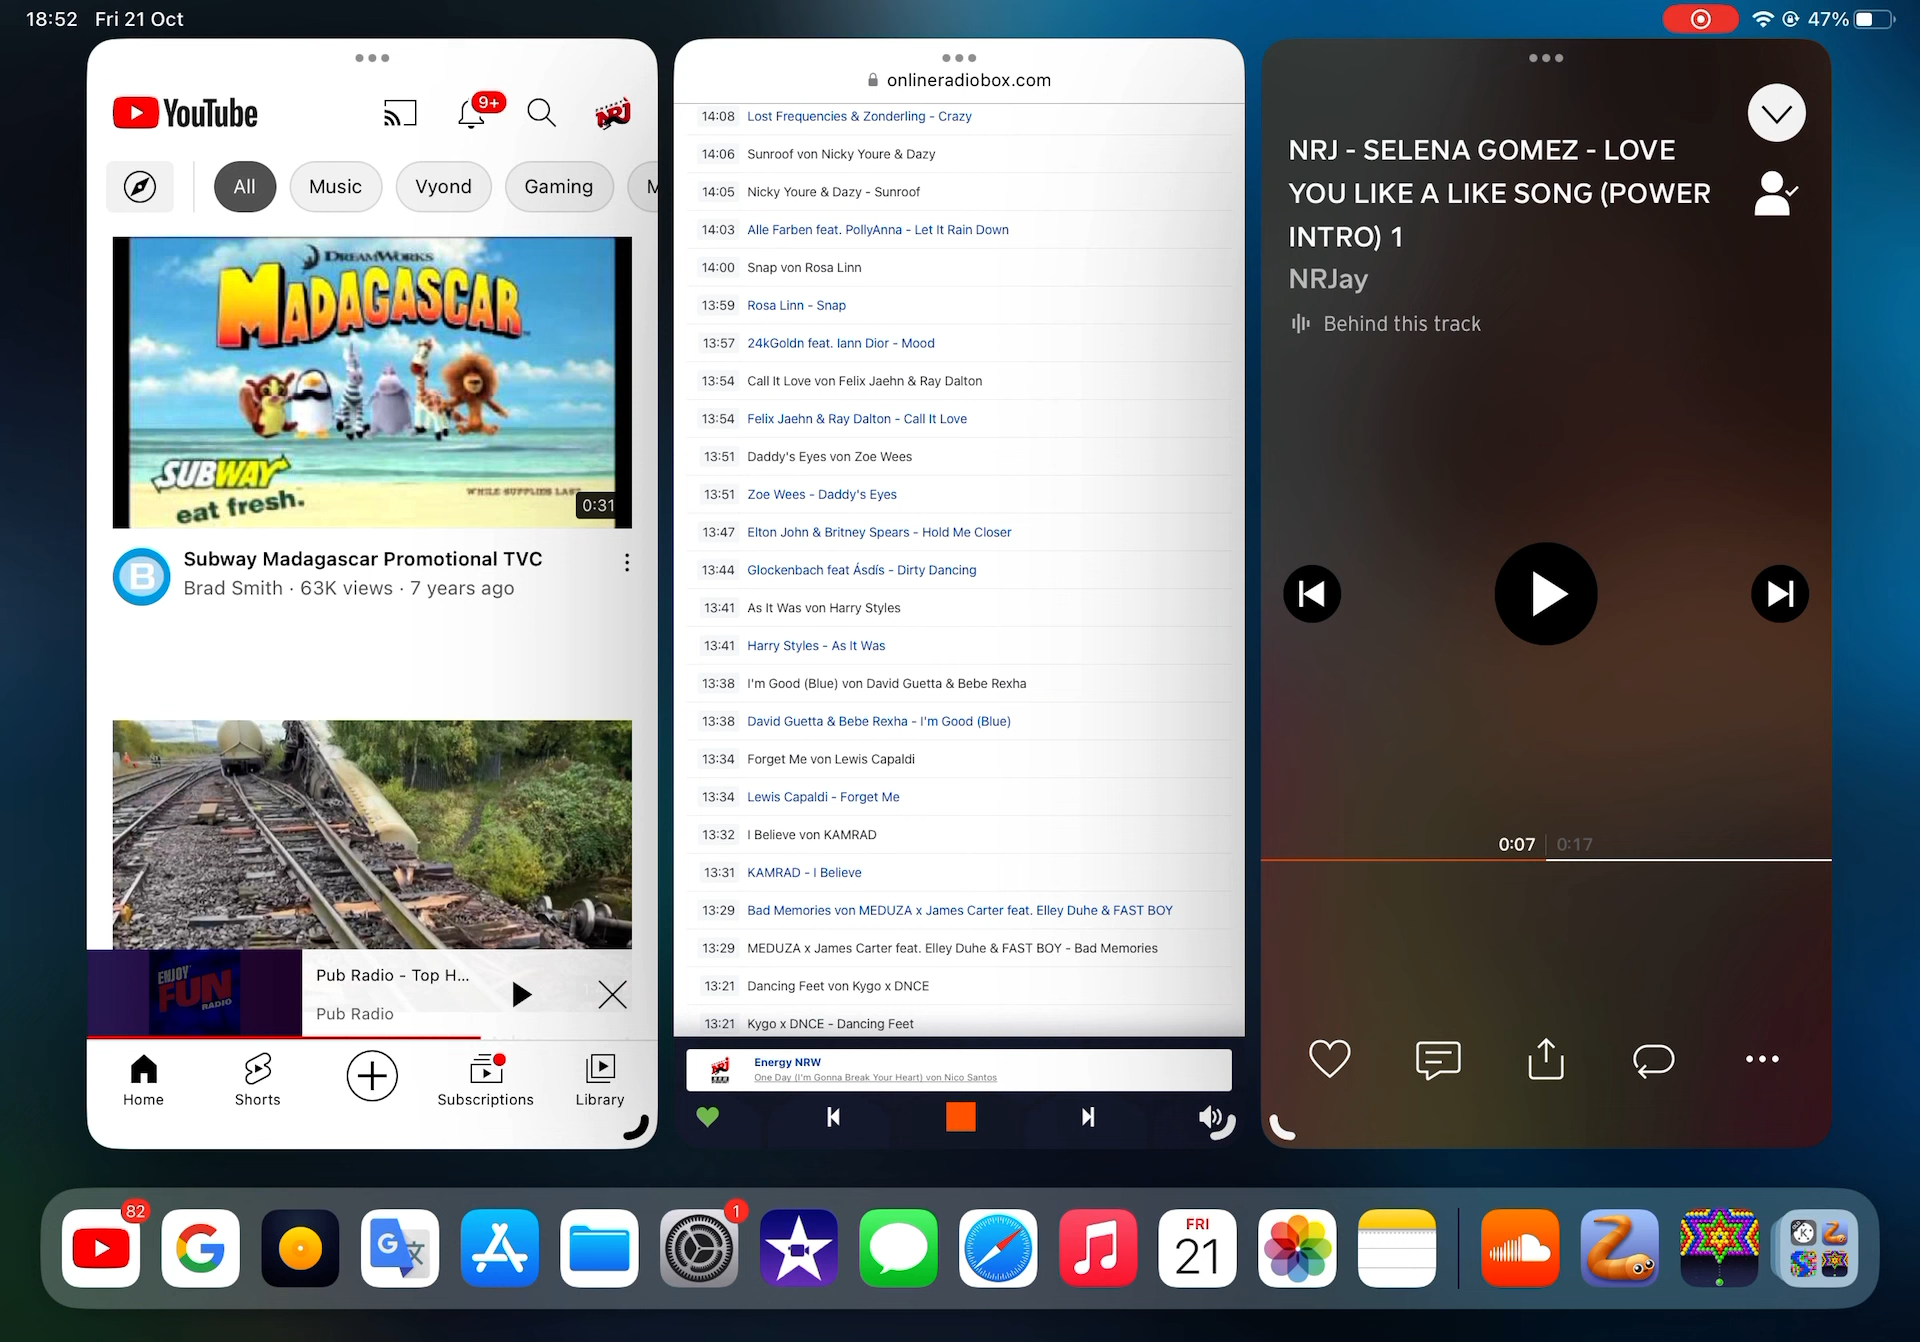 18:52 Fri 21 Oct
47%
YouTube
9+
NRJ
All
Music
Vyond
Gaming
M
DREAMWORKS
MADAGASCAR
SUBWAY
eat fresh.
WHILE SUPPLIES LAST
0:31
B
Subway Madagascar Promotional TVC
Brad Smith · 63K views · 7 years ago
ENJOY
FUN
RADIO
Pub Radio - Top H...
Pub Radio
Home
Shorts
Subscriptions
Library
onlineradiobox.com
14:08 Lost Frequencies & Zonderling - Crazy
14:06 Sunroof von Nicky Youre & Dazy
14:05 Nicky Youre & Dazy - Sunroof
14:03 Alle Farben feat. PollyAnna - Let It Rain Down
14:00 Snap von Rosa Linn
13:59 Rosa Linn - Snap
13:57 24kGoldn feat. Iann Dior - Mood
13:54 Call It Love von Felix Jaehn & Ray Dalton
13:54 Felix Jaehn & Ray Dalton - Call It Love
13:51 Daddy's Eyes von Zoe Wees
13:51 Zoe Wees - Daddy's Eyes
13:47 Elton John & Britney Spears - Hold Me Closer
13:44 Glockenbach feat Ásdís - Dirty Dancing
13:41 As It Was von Harry Styles
13:41 Harry Styles - As It Was
13:38 I'm Good (Blue) von David Guetta & Bebe Rexha
13:38 David Guetta & Bebe Rexha - I'm Good (Blue)
13:34 Forget Me von Lewis Capaldi
13:34 Lewis Capaldi - Forget Me
13:32 I Believe von KAMRAD
13:31 KAMRAD - I Believe
13:29 Bad Memories von MEDUZA x James Carter feat. Elley Duhe & FAST BOY
13:29 MEDUZA x James Carter feat. Elley Duhe & FAST BOY - Bad Memories
13:21 Dancing Feet von Kygo x DNCE
13:21 Kygo x DNCE - Dancing Feet
NRJ
Energy NRW
One Day (I'm Gonna Break Your Heart) von Nico Santos
NRJ - SELENA GOMEZ - LOVE
YOU LIKE A LIKE SONG (POWER
INTRO) 1
NRJay
Behind this track
0:07 0:17
82
G
G
1
FRI
21
K